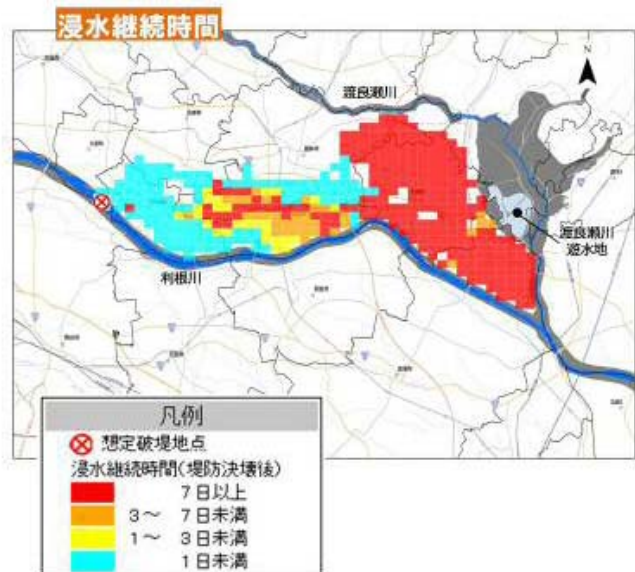 浸水継続時間
N
渡良瀬川
渡良瀬川
遊水地
利根川
凡例
想定破堤地点
浸水継続時間(堤防決壊後)
7日以上
3～ 7日未満
1～ 3日未満
1日未満